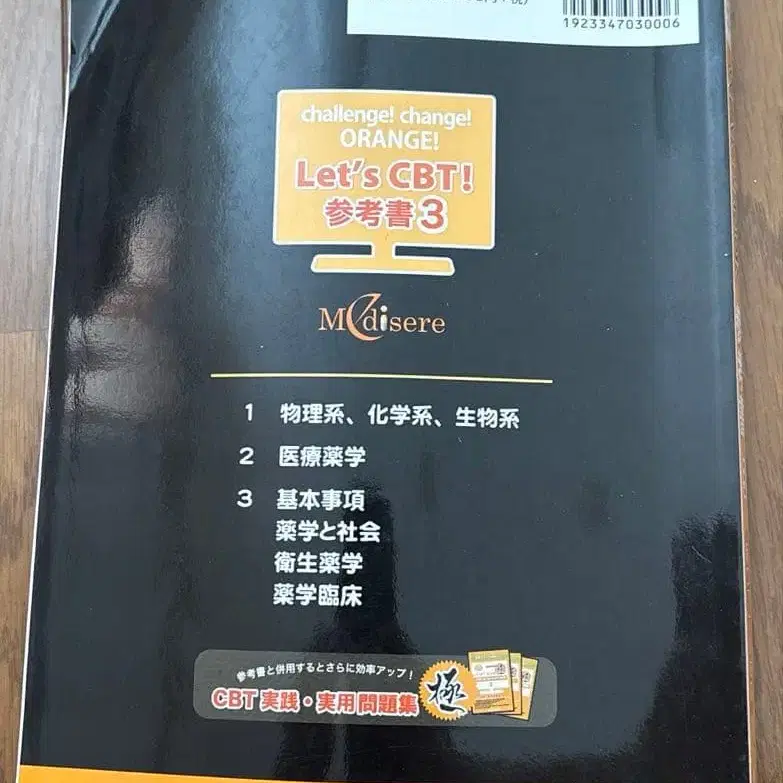 1923347030006
challenge! change!
ORANGE!
Let's CBT!
参考書3
Medisere
1 物理系、化学系、生物系
2 医療薬学
3 基本事項
薬学と社会
衛生薬学
薬学臨床
参考書と併用するとさらに効率アップ!
CBT 実践・実用問題集 極